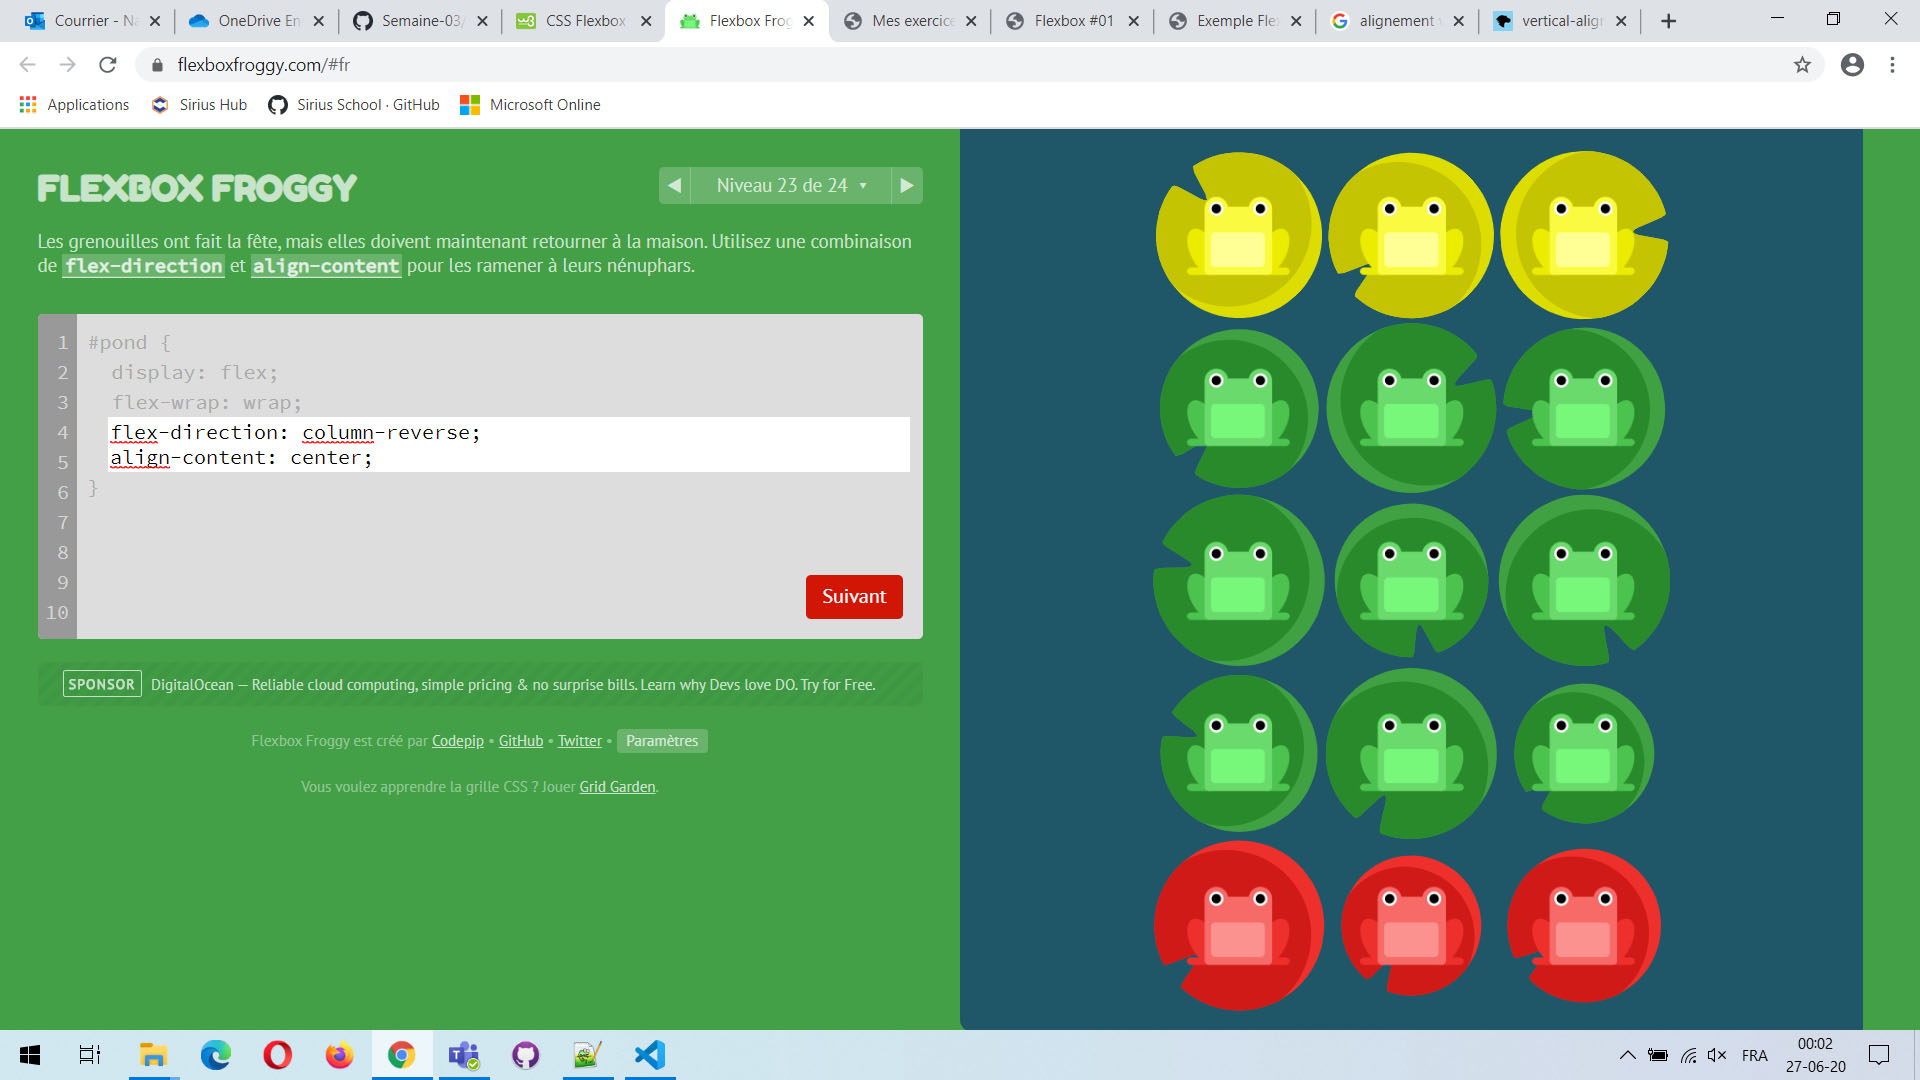 Courrier - Na
OneDrive En
Semaine-03/
CSS Flexbox
Flexbox Frog
Mes exercice
Flexbox #01
Exemple Fle
alignement v
vertical-alig
flexboxfroggy.com/#fr
Applications
Sirius Hub
Sirius School · GitHub
Microsoft Online
FLEXBOX FROGGY
Niveau 23 de 24
Les grenouilles ont fait la fête, mais elles doivent maintenant retourner à la maison. Utilisez une combinaison
de flex-direction et align-content pour les ramener à leurs nénuphars.
1 #pond {
2 display: flex;
3 flex-wrap: wrap;
4 flex-direction: column-reverse;
5 align-content: center;
6 }
7
8
9
10
Suivant
SPONSOR DigitalOcean — Reliable cloud computing, simple pricing & no surprise bills. Learn why Devs love DO. Try for Free.
Flexbox Froggy est créé par Codepip • GitHub • Twitter • Paramètres
Vous voulez apprendre la grille CSS ? Jouer Grid Garden.
FRA
00:02
27-06-20